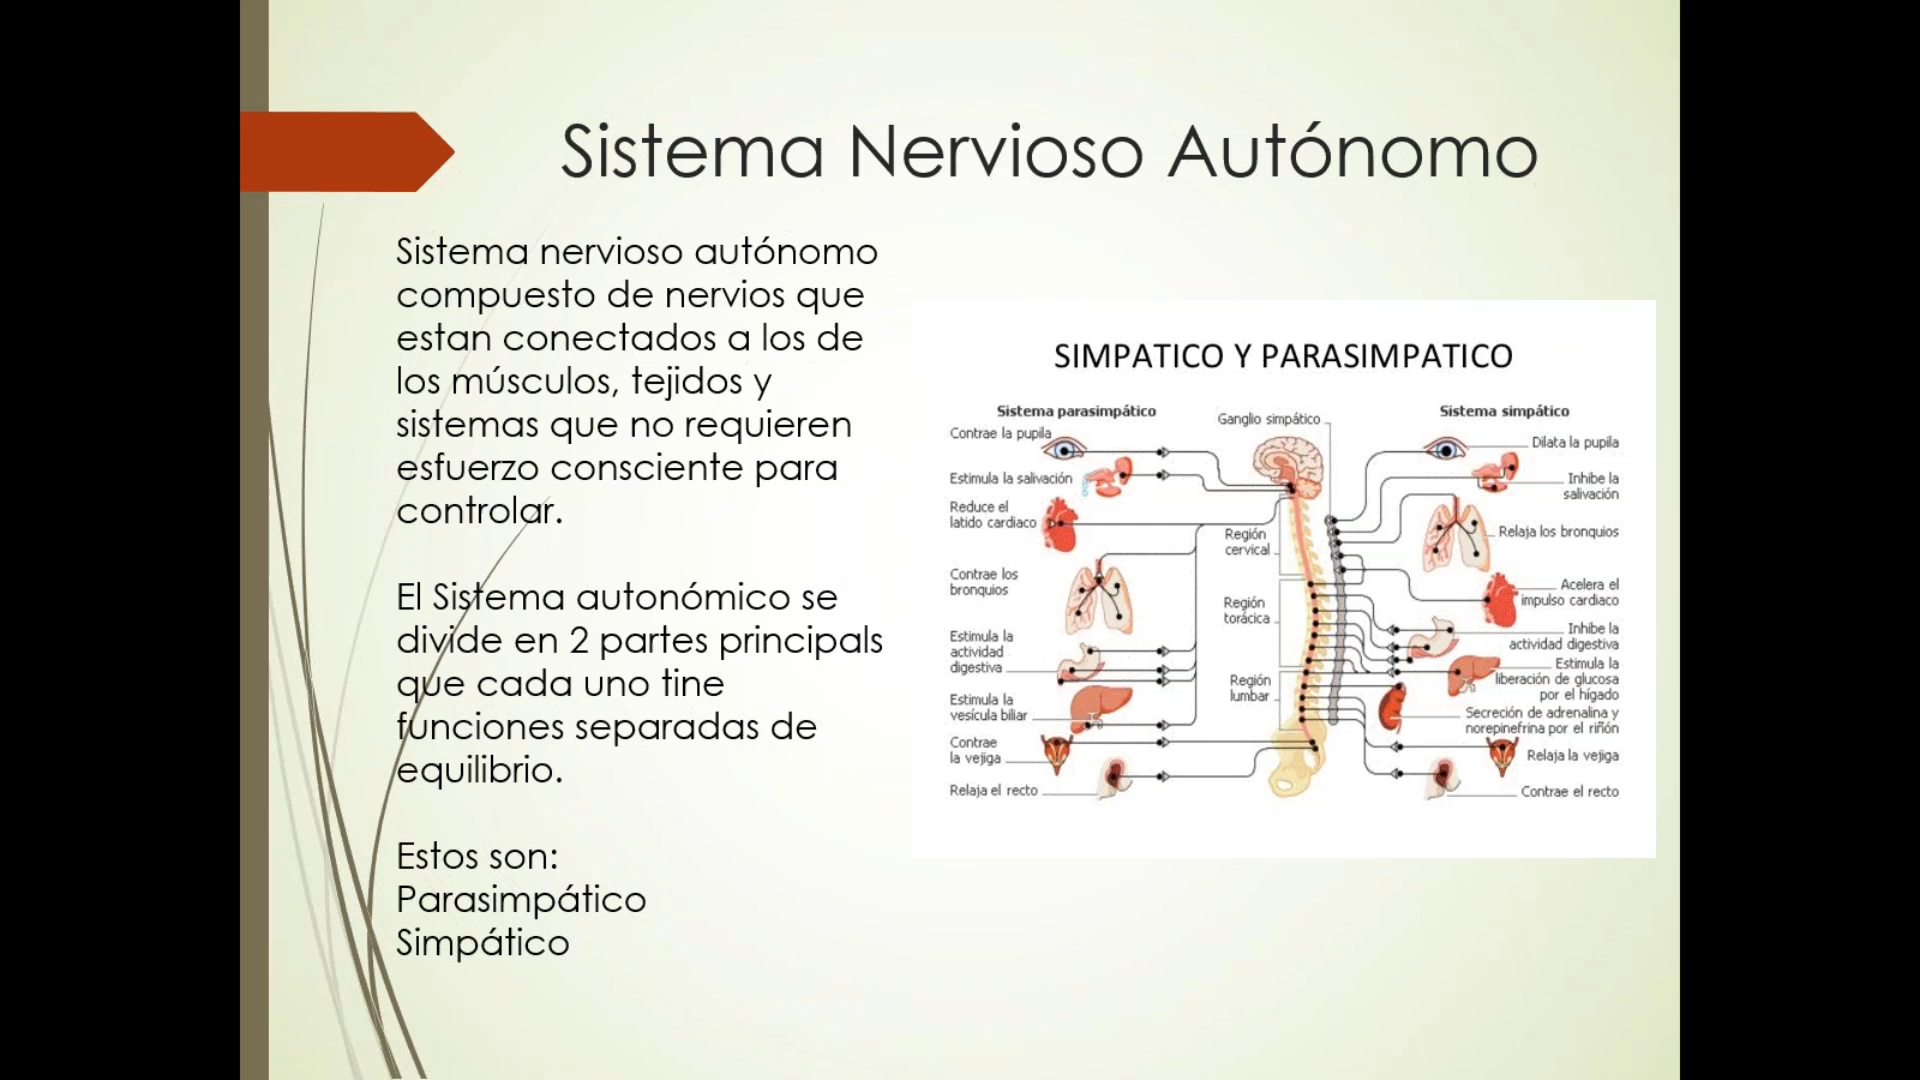 Sistema Nervioso Autónomo
Sistema nervioso autónomo
compuesto de nervios que
estan conectados a los de
los músculos, tejidos y
sistemas que no requieren
esfuerzo consciente para
controlar.
El Sistema autonómico se
divide en 2 partes principals
que cada uno tine
funciones separadas de
equilibrio.
Estos son:
Parasimpático
Simpático
SIMPATICO Y PARASIMPATICO
Sistema parasimpático
Contrae la pupila
Estimula la salivación
Reduce el
latido cardiaco
Contrae los
bronquios
Estimula la
actividad
digestiva
Estimula la
vesícula biliar
Contrae
la vejiga
Relaja el recto
Ganglio simpático
Región
cervical
Región
torácica
Región
lumbar
Sistema simpático
Dilata la pupila
Inhibe la
salivación
Relaja los bronquios
Acelera el
impulso cardiaco
Inhibe la
actividad digestiva
Estimula la
liberación de glucosa
por el hígado
Secreción de adrenalina y
norepinefrina por el riñón
Relaja la vejiga
Contrae el recto